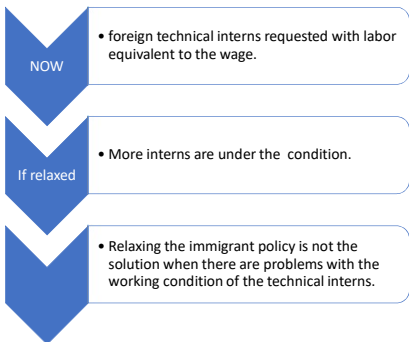 • foreign technical interns requested with labor
equivalent to the wage.
NOW
• More interns are under the condition.
If relaxed
• Relaxing the immigrant policy is not the
solution when there are problems with the
working condition of the technical interns.